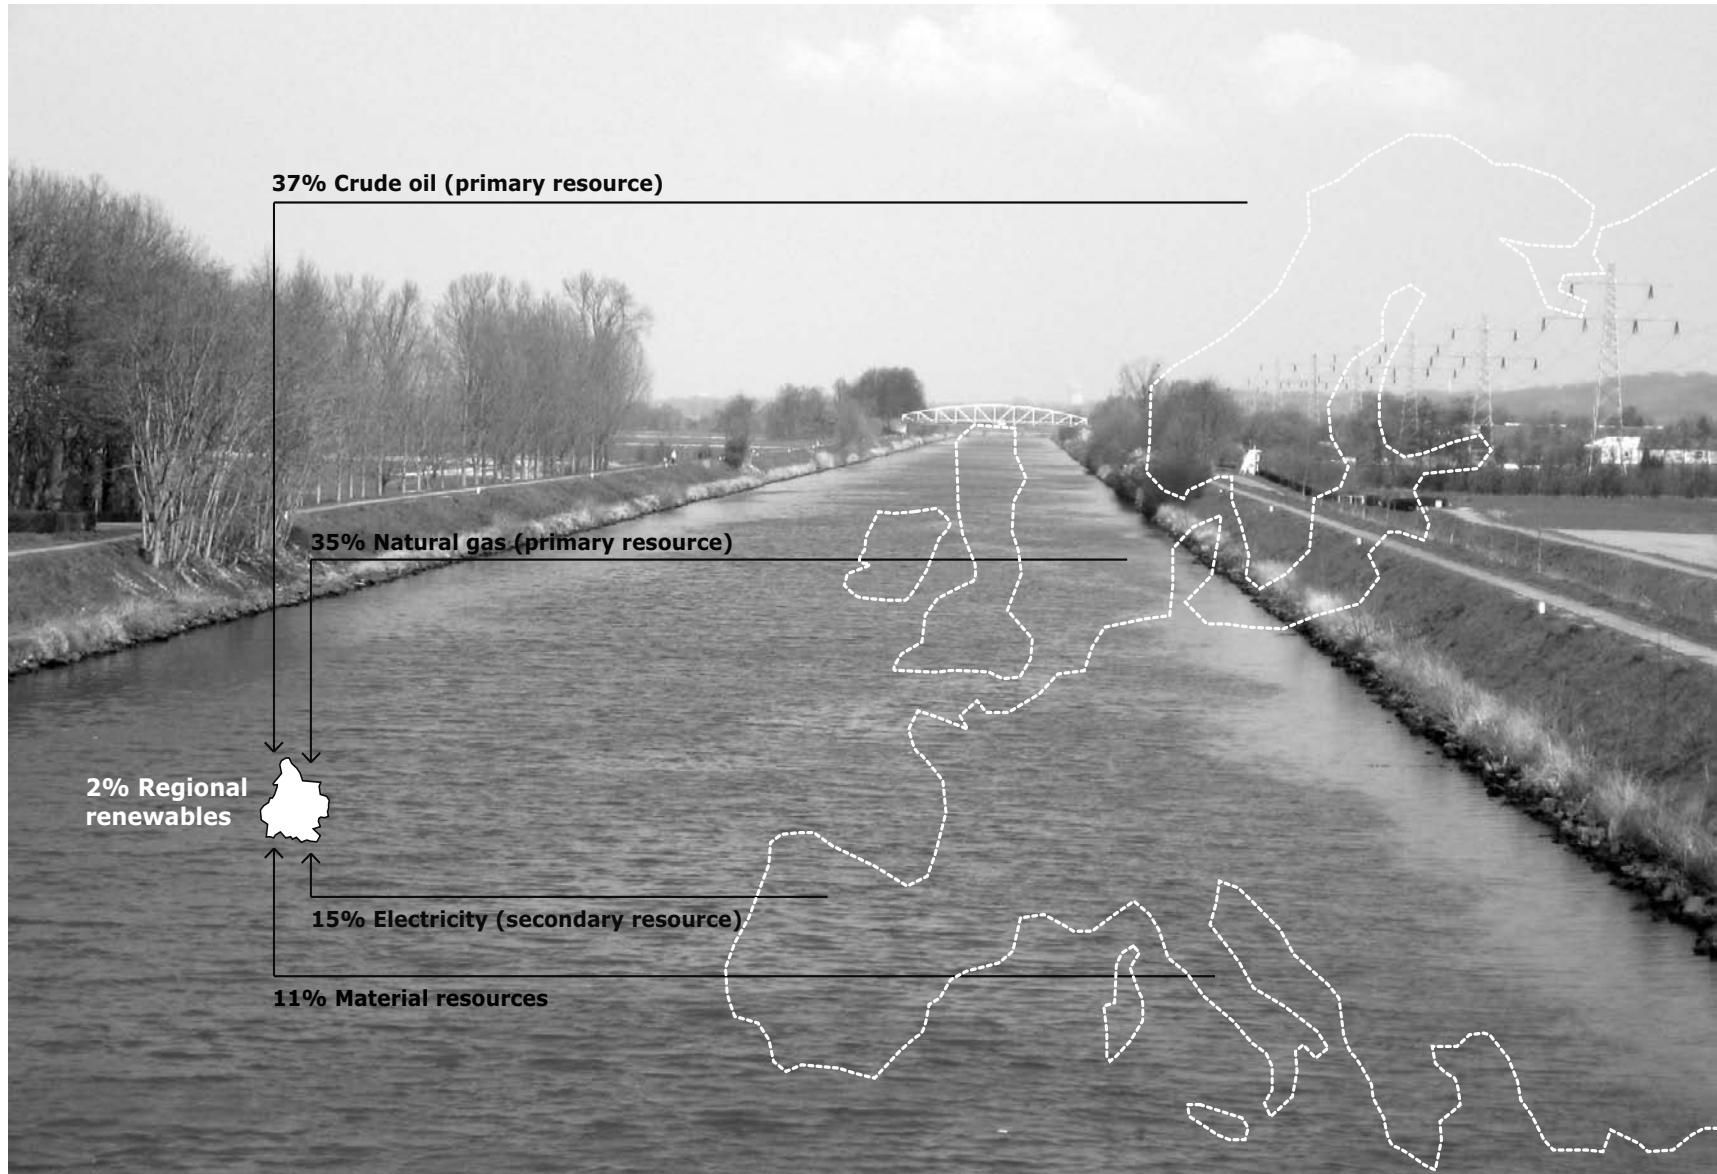 37% Crude oil (primary resource)
35% Natural gas (primary resource)
2% Regional
renewables
15% Electricity (secondary resource)
11% Material resources